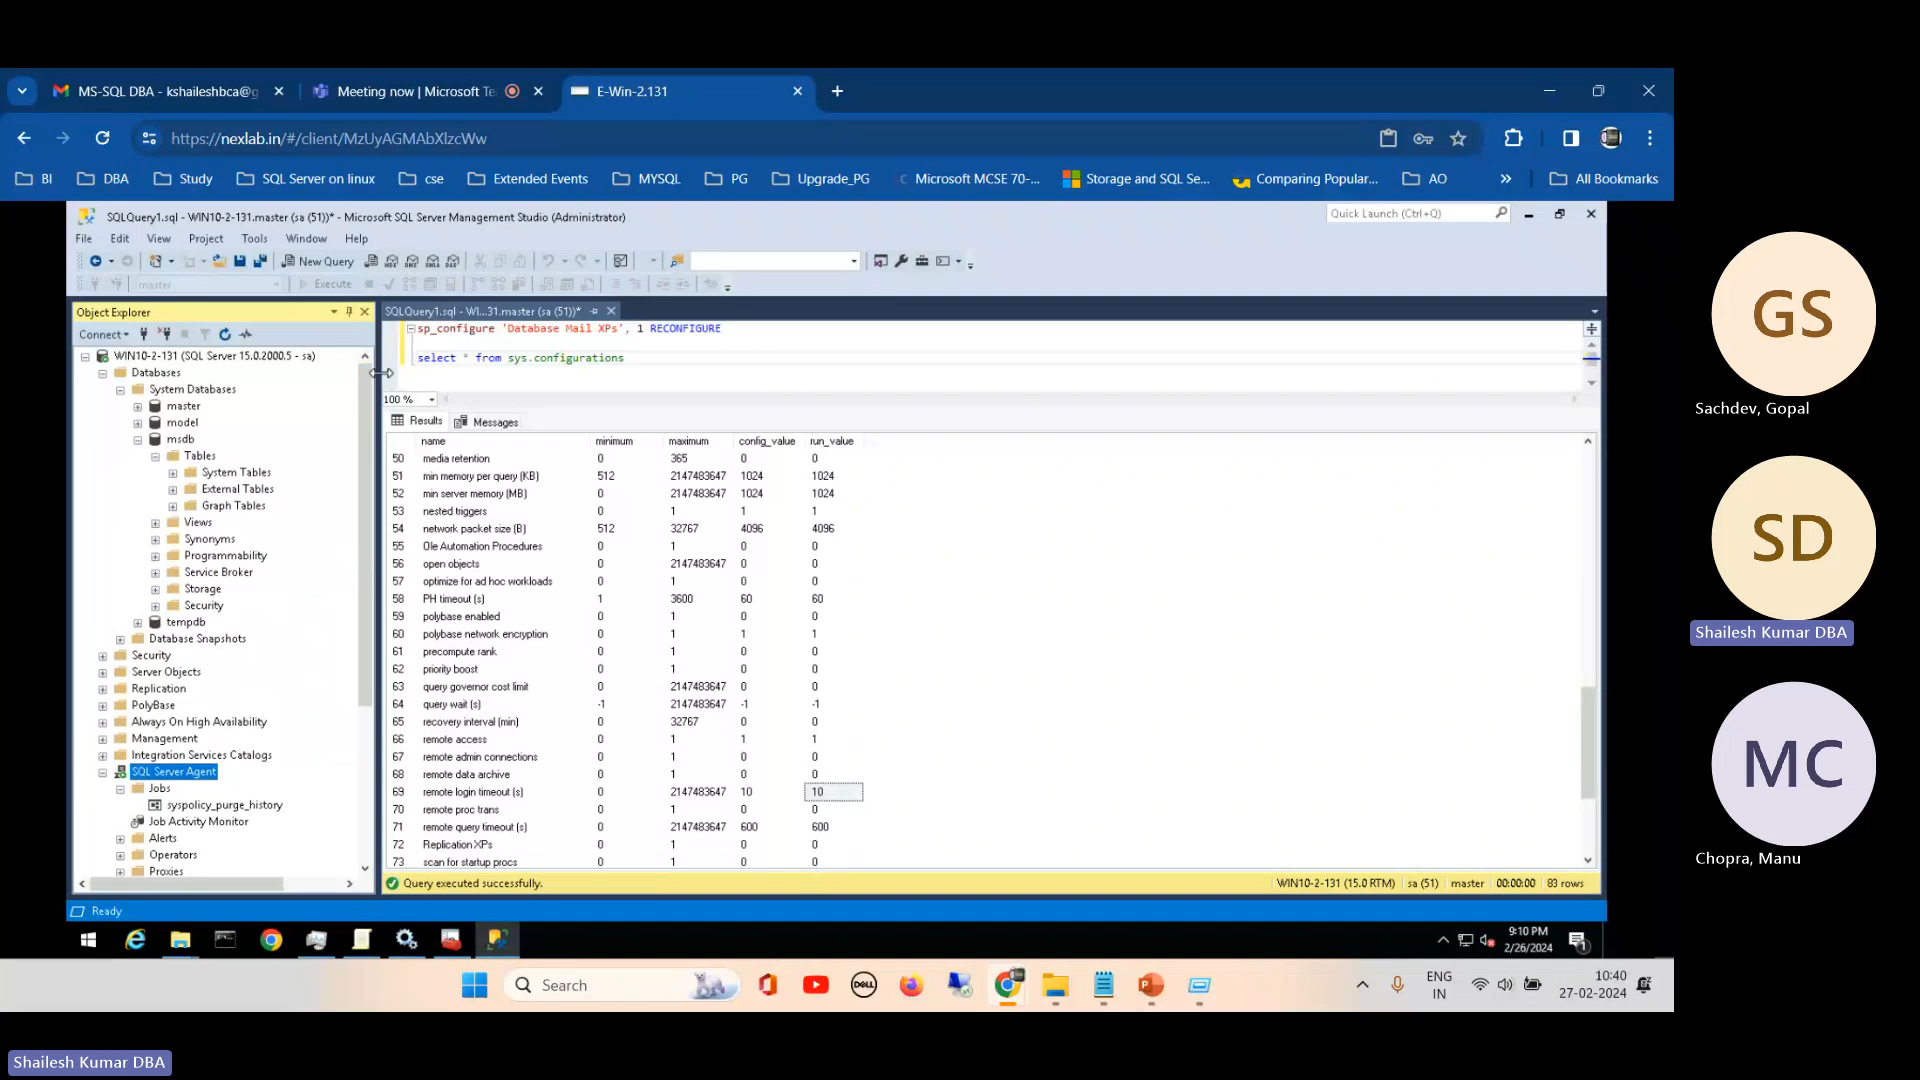 MS-SQL DBA - kshaileshbca@g
Meeting now | Microsoft Te
E-Win-2.131
https://nexlab.in/#/client/MzUyAGMAbXlzcWw
BI
DBA
Study
SQL Server on linux
cse
Extended Events
MYSQL
PG
Upgrade_PG
Microsoft MCSE 70-...
Storage and SQL Se...
Comparing Popular...
AO
»
All Bookmarks
SQLQuery1.sql - WIN10-2-131.master (sa (51))* - Microsoft SQL Server Management Studio (Administrator)
Quick Launch (Ctrl+Q)
File Edit View Project Tools Window Help
New Query
master
Execute
Object Explorer
Connect
WIN10-2-131 (SQL Server 15.0.2000.5 - sa)
Databases
System Databases
master
model
msdb
Tables
System Tables
External Tables
Graph Tables
Views
Synonyms
Programmability
Service Broker
Storage
Security
tempdb
Database Snapshots
Security
Server Objects
Replication
PolyBase
Always On High Availability
Management
Integration Services Catalogs
SQL Server Agent
Jobs
syspolicy_purge_history
Job Activity Monitor
Alerts
Operators
Proxies
SQLQuery1.sql - WI...31.master (sa (51))*
sp_configure 'Database Mail XPs', 1 RECONFIGURE
select * from sys.configurations
100 %
Results Messages
name minimum maximum config_value run_value
50 media retention 0 365 0 0
51 min memory per query (KB) 512 2147483647 1024 1024
52 min server memory (MB) 0 2147483647 1024 1024
53 nested triggers 0 1 1 1
54 network packet size (B) 512 32767 4096 4096
55 Ole Automation Procedures 0 1 0 0
56 open objects 0 2147483647 0 0
57 optimize for ad hoc workloads 0 1 0 0
58 PH timeout (s) 1 3600 60 60
59 polybase enabled 0 1 0 0
60 polybase network encryption 0 1 1 1
61 precompute rank 0 1 0 0
62 priority boost 0 1 0 0
63 query governor cost limit 0 2147483647 0 0
64 query wait (s) -1 2147483647 -1 -1
65 recovery interval (min) 0 32767 0 0
66 remote access 0 1 1 1
67 remote admin connections 0 1 0 0
68 remote data archive 0 1 0 0
69 remote login timeout (s) 0 2147483647 10 10
70 remote proc trans 0 1 0 0
71 remote query timeout (s) 0 2147483647 600 600
72 Replication XPs 0 1 0 0
73 scan for startup procs 0 1 0 0
Query executed successfully.
WIN10-2-131 (15.0 RTM) sa (51) master 00:00:00 83 rows
Ready
9:10 PM
2/26/2024
1
Search
DELL
ENG
IN
10:40
27-02-2024
GS
Sachdev, Gopal
SD
Shailesh Kumar DBA
MC
Chopra, Manu
Shailesh Kumar DBA